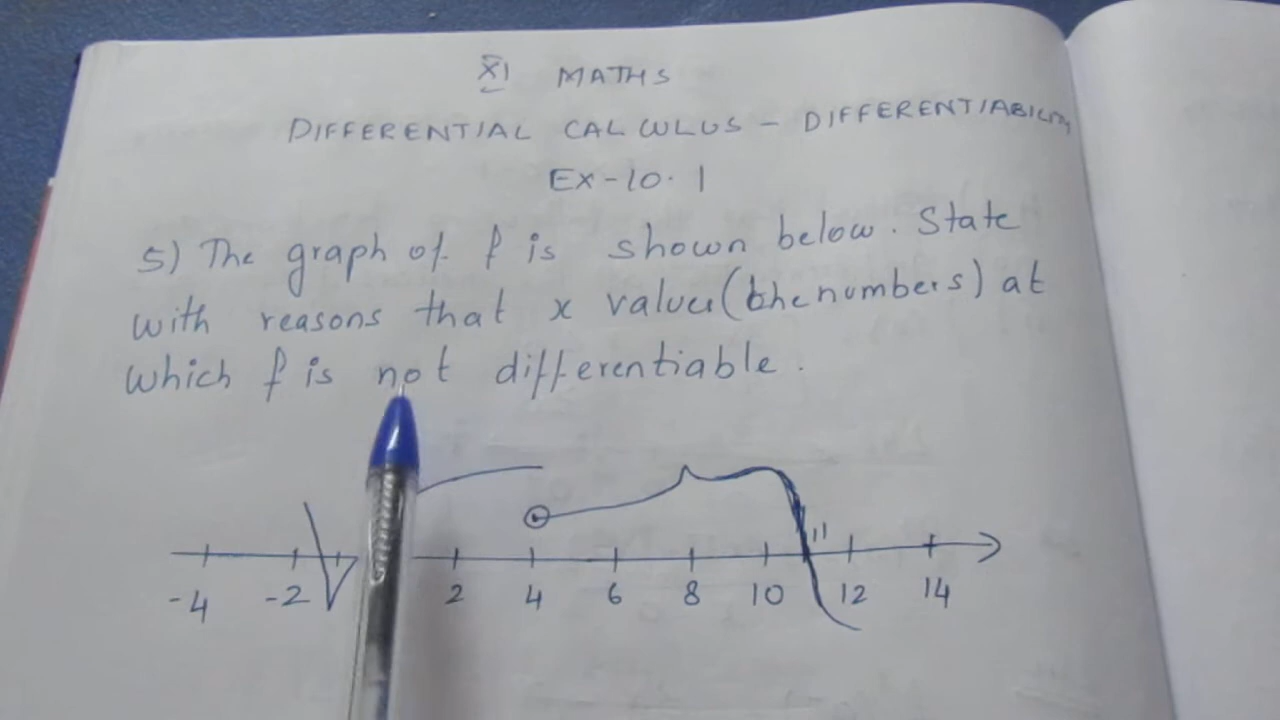 XI MATHS
DIFFERENTIAL CALCULUS - DIFFERENTIABILITY
Ex-10.1
5) The graph of f is shown below. State
with reasons that x values (the numbers) at
which f is not differentiable.
11
-4 -2 2 4 6 8 10 12 14